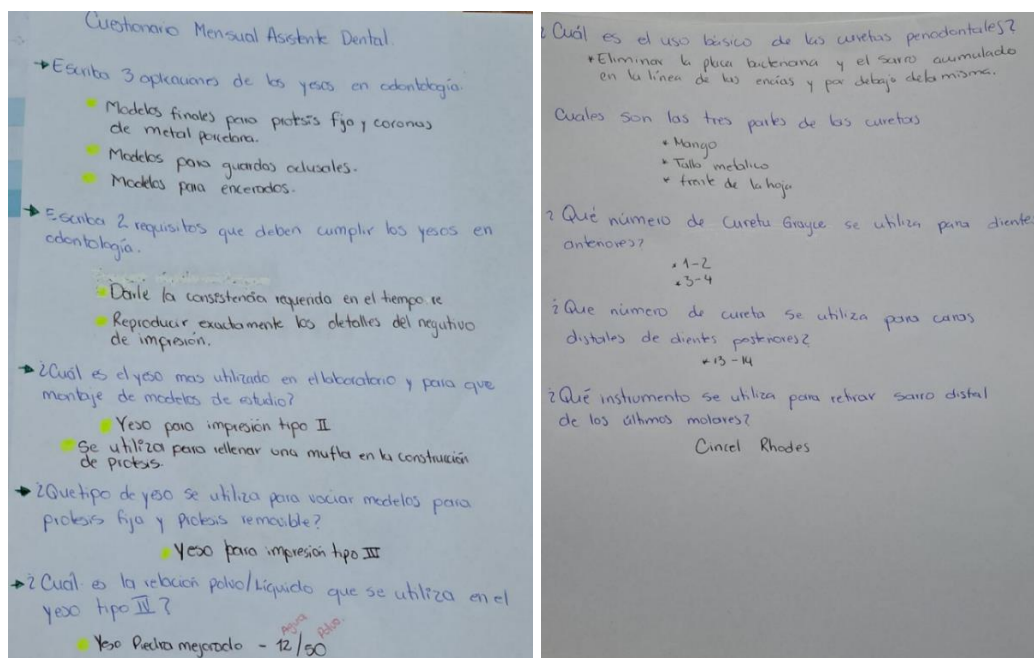 Cuestionario Mensual Asistente Dental.
Escriba 3 aplicaciones de los yesos en odontología.
Modelos finales para protsis fija y coronas
de metal porcelana.
Modelos para guardas oclusales.
Modelos para encerados.
Escriba 2 requisitos que deben cumplir los yesos en
odontología.
Darle la consistencia requerida en el tiempo re
Reproducir exactamente los detalles del negativo
de impresión.
¿Cuál es el yeso mas utilizado en el laboratorio y para que
montaje de modelos de estudio?
Yeso para impresión tipo II
Se utiliza para rellenar una mufla en la construcción
de protesis.
¿Que tipo de yeso se utiliza para vaciar modelos para
protesis fija y protesis removible?
Yeso para impresión tipo III
¿Cual es la relación polvo/Liquido que se utiliza en el
yeso tipo IV?
Agua Polvo
Yeso Piedra mejorado - 12/50
¿Cuál es el uso básico de las curetas periodontales?
*Eliminar la placa bacteriana y el sarro acumulado
en la línea de las encías y por debajo de la misma.
Cuales son las tres partes de las curetas
* Mango
* Tallo metalico
* frente de la hoja
? Qué número de Cureta Grayce se utiliza para diente
anteriores?
* 1-2
* 3-4
¿Que número de cureta se utiliza para caras
distales de dientes posteriores?
* 13-14
¿Qué instrumento se utiliza para retirar sarro distal
de los últimos molares?
Cincel Rhodes